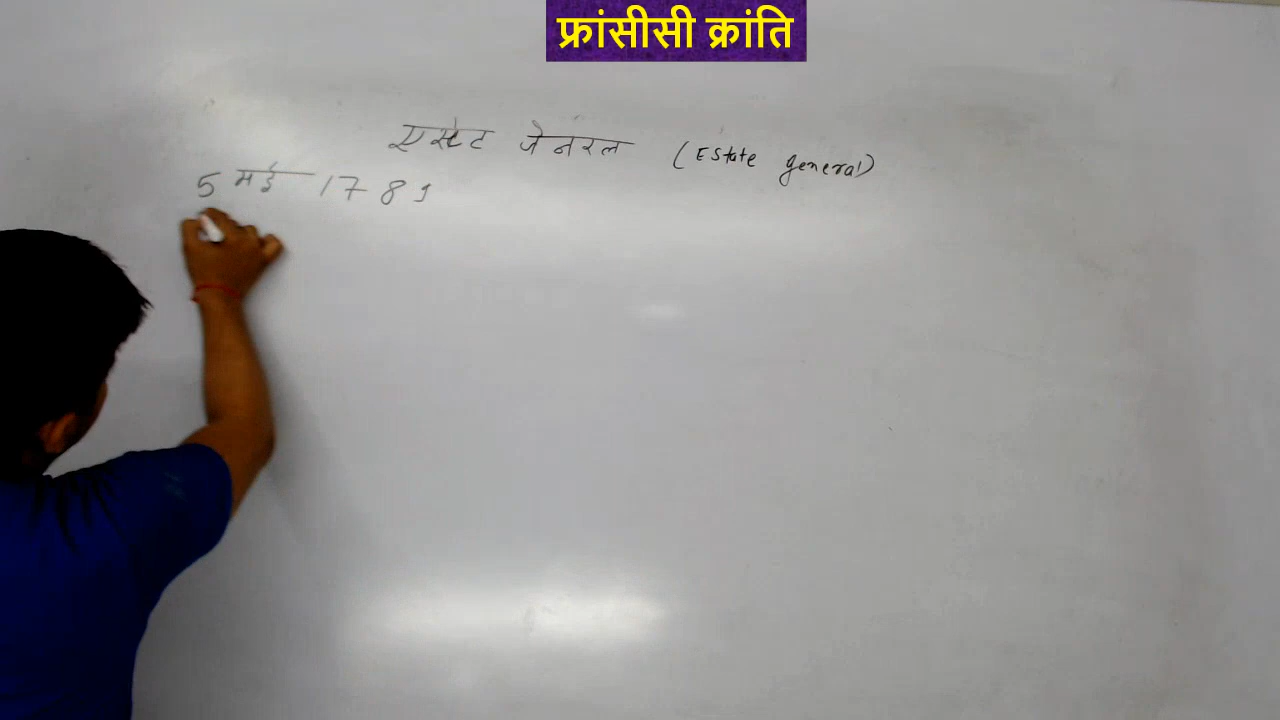 फ्रांसीसी क्रांति
एस्टेट जेनरल (EState general)
5 मई 1789